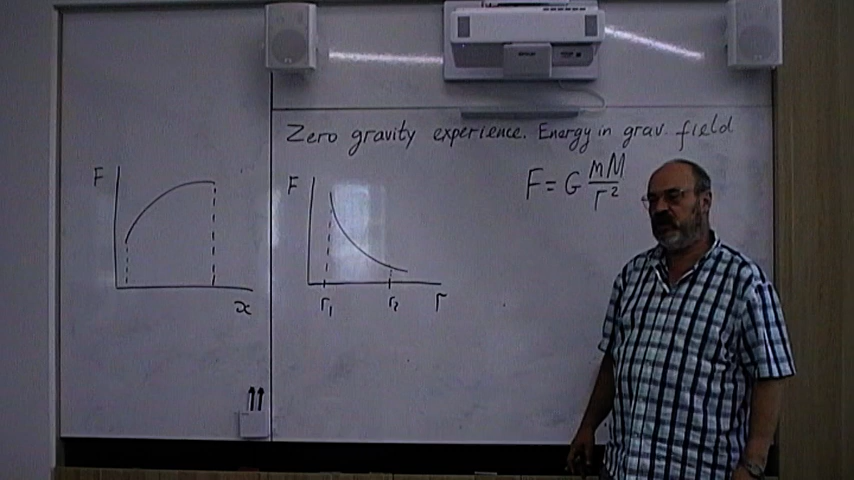 Zero gravity experience. Energy in grav. field
F = G mM/r²
F
x
F
r₁
r₂
r